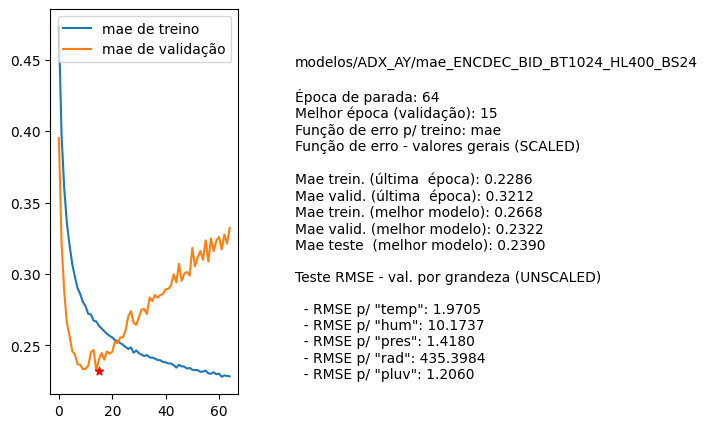 mae de treino
mae de validação
0.45
0.40
0.35
0.30
0.25
0
20
40
60
modelos/ADX_AY/mae_ENCDEC_BID_BT1024_HL400_BS24
Época de parada: 64
Melhor época (validação): 15
Função de erro p/ treino: mae
Função de erro - valores gerais (SCALED)
Mae trein. (última  época): 0.2286
Mae valid. (última  época): 0.3212
Mae trein. (melhor modelo): 0.2668
Mae valid. (melhor modelo): 0.2322
Mae teste  (melhor modelo): 0.2390
Teste RMSE - val. por grandeza (UNSCALED)
- RMSE p/ "temp": 1.9705
- RMSE p/ "hum": 10.1737
- RMSE p/ "pres": 1.4180
- RMSE p/ "rad": 435.3984
- RMSE p/ "pluv": 1.2060